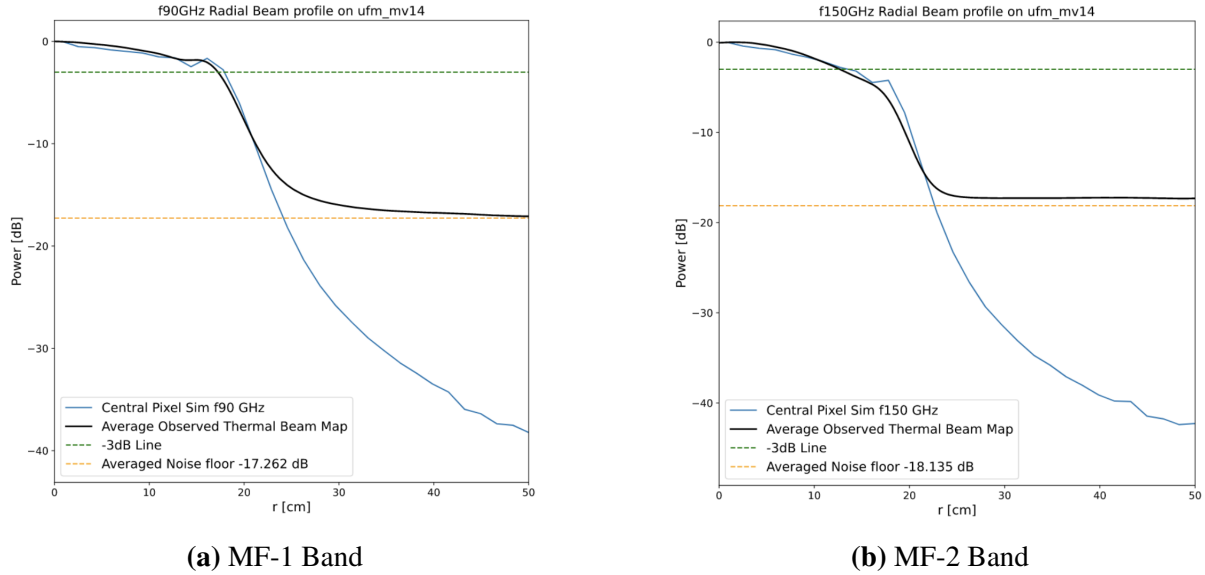 f90GHz Radial Beam profile on ufm_mv14
Power [dB]
0
−10
−20
−30
−40
Central Pixel Sim f90 GHz
Average Observed Thermal Beam Map
-3dB Line
Averaged Noise floor -17.262 dB
0 10 20 30 40 50
r [cm]
(a) MF-1 Band
f150GHz Radial Beam profile on ufm_mv14
Power [dB]
0
−10
−20
−30
−40
Central Pixel Sim f150 GHz
Average Observed Thermal Beam Map
-3dB Line
Averaged Noise floor -18.135 dB
0 10 20 30 40 50
r [cm]
(b) MF-2 Band